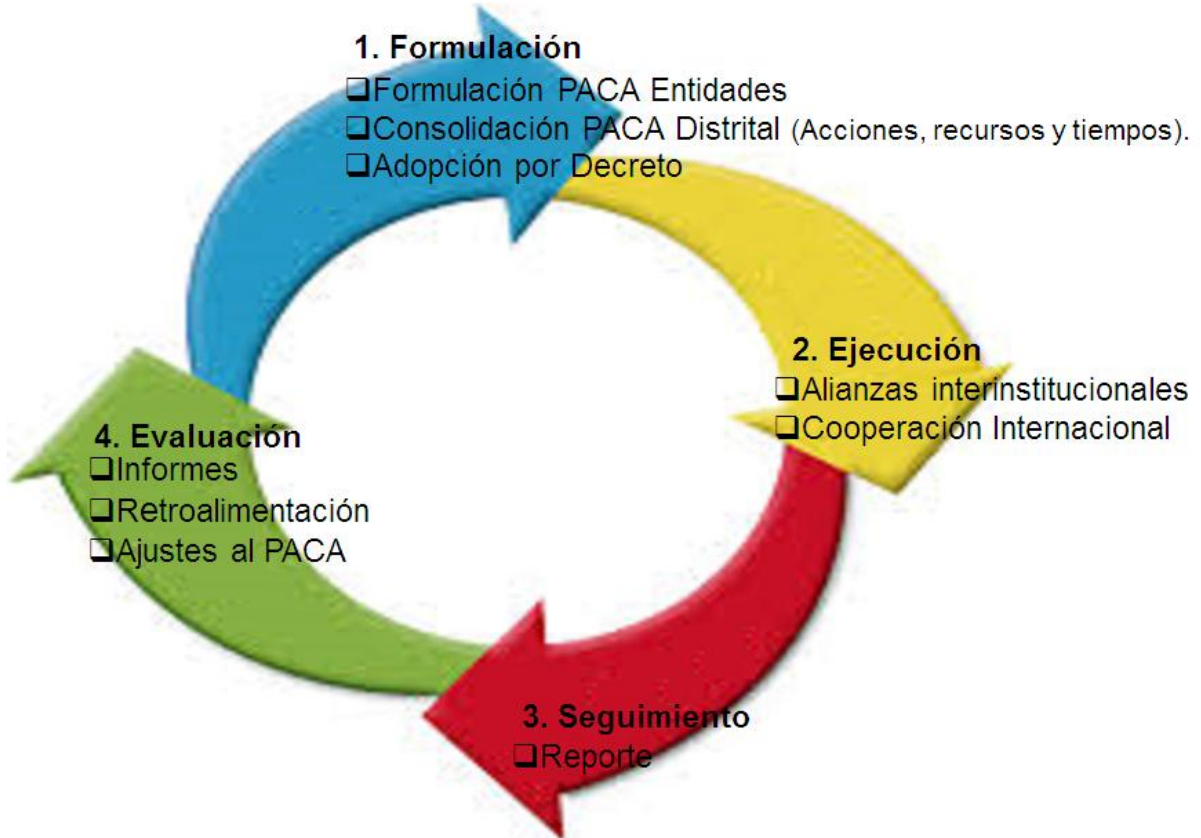 1. Formulación
❑Formulación PACA Entidades
❑Consolidación PACA Distrital (Acciones, recursos y tiempos).
❑Adopción por Decreto
2. Ejecución
❑Alianzas interinstitucionales
❑Cooperación Internacional
3. Seguimiento
❑Reporte
4. Evaluación
❑Informes
❑Retroalimentación
❑Ajustes al PACA